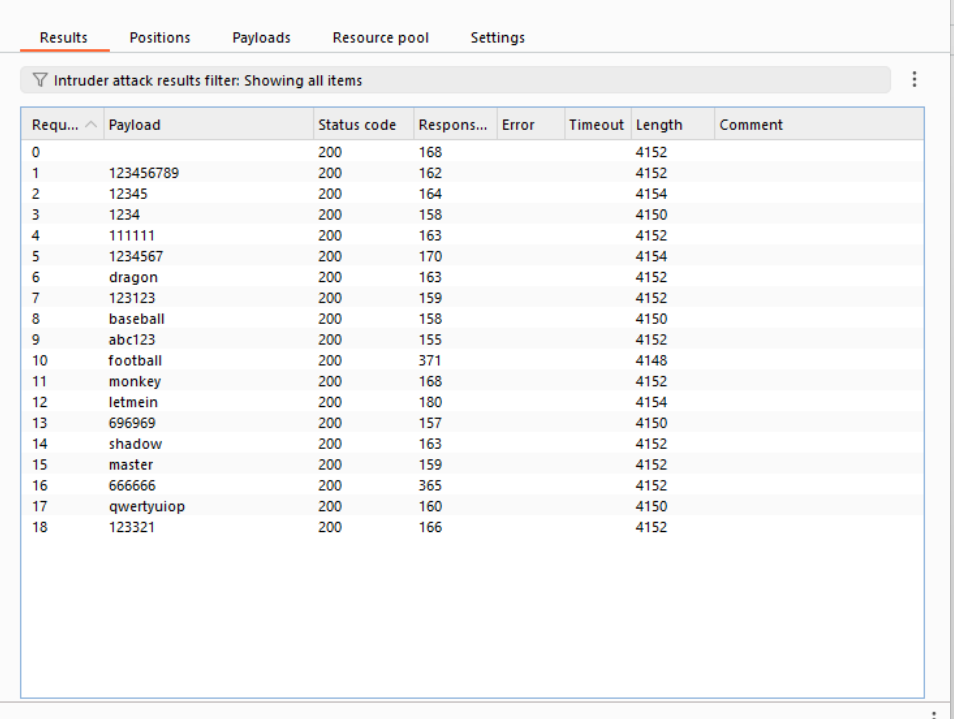 Results Positions Payloads Resource pool Settings
Intruder attack results filter: Showing all items
Requ... Payload Status code Respons... Error Timeout Length Comment
0 200 168 4152
1 123456789 200 162 4152
2 12345 200 164 4154
3 1234 200 158 4150
4 111111 200 163 4152
5 1234567 200 170 4154
6 dragon 200 163 4152
7 123123 200 159 4152
8 baseball 200 158 4150
9 abc123 200 155 4152
10 football 200 371 4148
11 monkey 200 168 4152
12 letmein 200 180 4154
13 696969 200 157 4150
14 shadow 200 163 4152
15 master 200 159 4152
16 666666 200 365 4152
17 qwertyuiop 200 160 4150
18 123321 200 166 4152